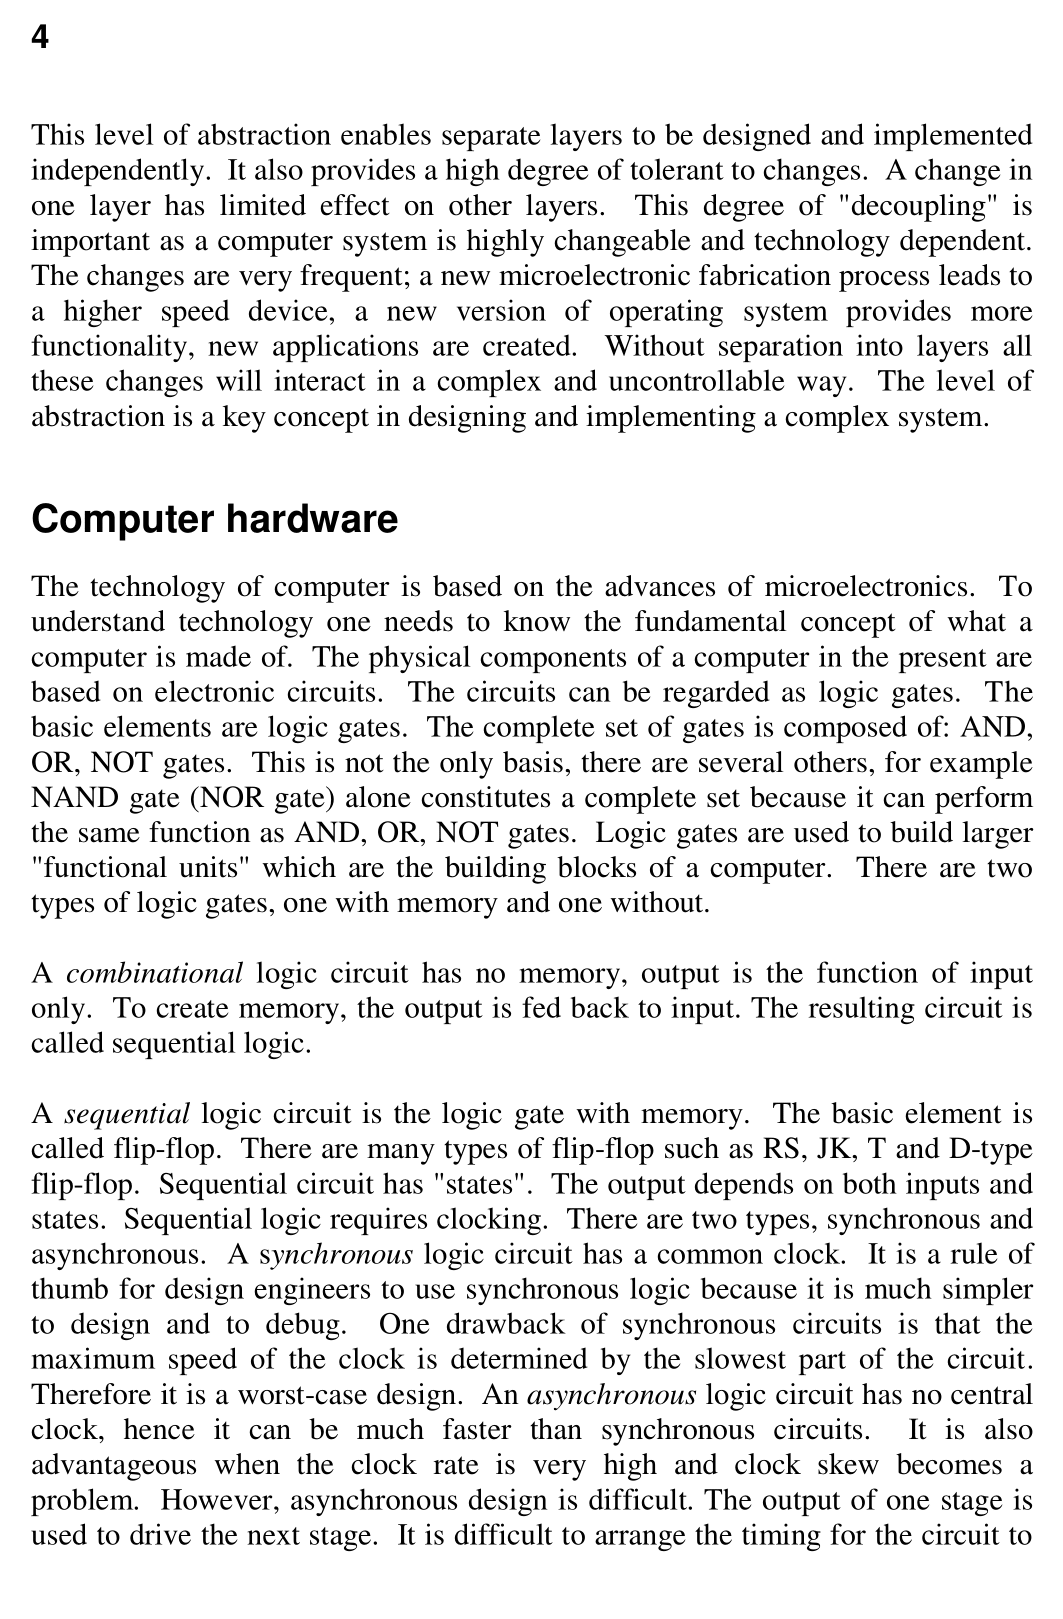 4
This level of abstraction enables separate layers to be designed and implemented
independently. It also provides a high degree of tolerant to changes. A change in
one layer has limited effect on other layers. This degree of "decoupling" is
important as a computer system is highly changeable and technology dependent.
The changes are very frequent; a new microelectronic fabrication process leads to
a higher speed device, a new version of operating system provides more
functionality, new applications are created. Without separation into layers all
these changes will interact in a complex and uncontrollable way. The level of
abstraction is a key concept in designing and implementing a complex system.
Computer hardware
The technology of computer is based on the advances of microelectronics. To
understand technology one needs to know the fundamental concept of what a
computer is made of. The physical components of a computer in the present are
based on electronic circuits. The circuits can be regarded as logic gates. The
basic elements are logic gates. The complete set of gates is composed of: AND,
OR, NOT gates. This is not the only basis, there are several others, for example
NAND gate (NOR gate) alone constitutes a complete set because it can perform
the same function as AND, OR, NOT gates. Logic gates are used to build larger
"functional units" which are the building blocks of a computer. There are two
types of logic gates, one with memory and one without.
A combinational logic circuit has no memory, output is the function of input
only. To create memory, the output is fed back to input. The resulting circuit is
called sequential logic.
A sequential logic circuit is the logic gate with memory. The basic element is
called flip-flop. There are many types of flip-flop such as RS, JK, T and D-type
flip-flop. Sequential circuit has "states". The output depends on both inputs and
states. Sequential logic requires clocking. There are two types, synchronous and
asynchronous. A synchronous logic circuit has a common clock. It is a rule of
thumb for design engineers to use synchronous logic because it is much simpler
to design and to debug. One drawback of synchronous circuits is that the
maximum speed of the clock is determined by the slowest part of the circuit.
Therefore it is a worst-case design. An asynchronous logic circuit has no central
clock, hence it can be much faster than synchronous circuits. It is also
advantageous when the clock rate is very high and clock skew becomes a
problem. However, asynchronous design is difficult. The output of one stage is
used to drive the next stage. It is difficult to arrange the timing for the circuit to